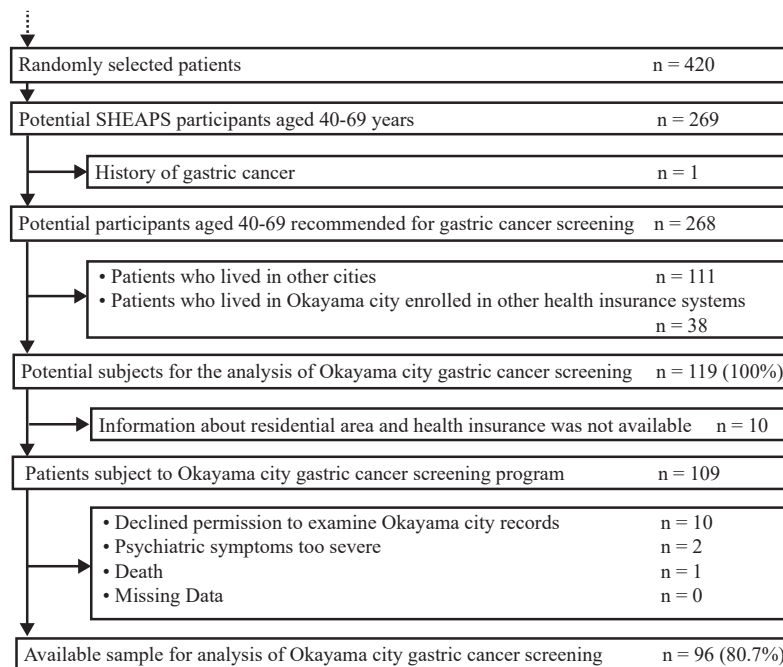 Randomly selected patients n = 420
Potential SHEAPS participants aged 40-69 years n = 269
History of gastric cancer n = 1
Potential participants aged 40-69 recommended for gastric cancer screening n = 268
• Patients who lived in other cities n = 111
• Patients who lived in Okayama city enrolled in other health insurance systems
n = 38
Potential subjects for the analysis of Okayama city gastric cancer screening n = 119 (100%)
Information about residential area and health insurance was not available n = 10
Patients subject to Okayama city gastric cancer screening program n = 109
• Declined permission to examine Okayama city records n = 10
• Psychiatric symptoms too severe n = 2
• Death n = 1
• Missing Data n = 0
Available sample for analysis of Okayama city gastric cancer screening n = 96 (80.7%)